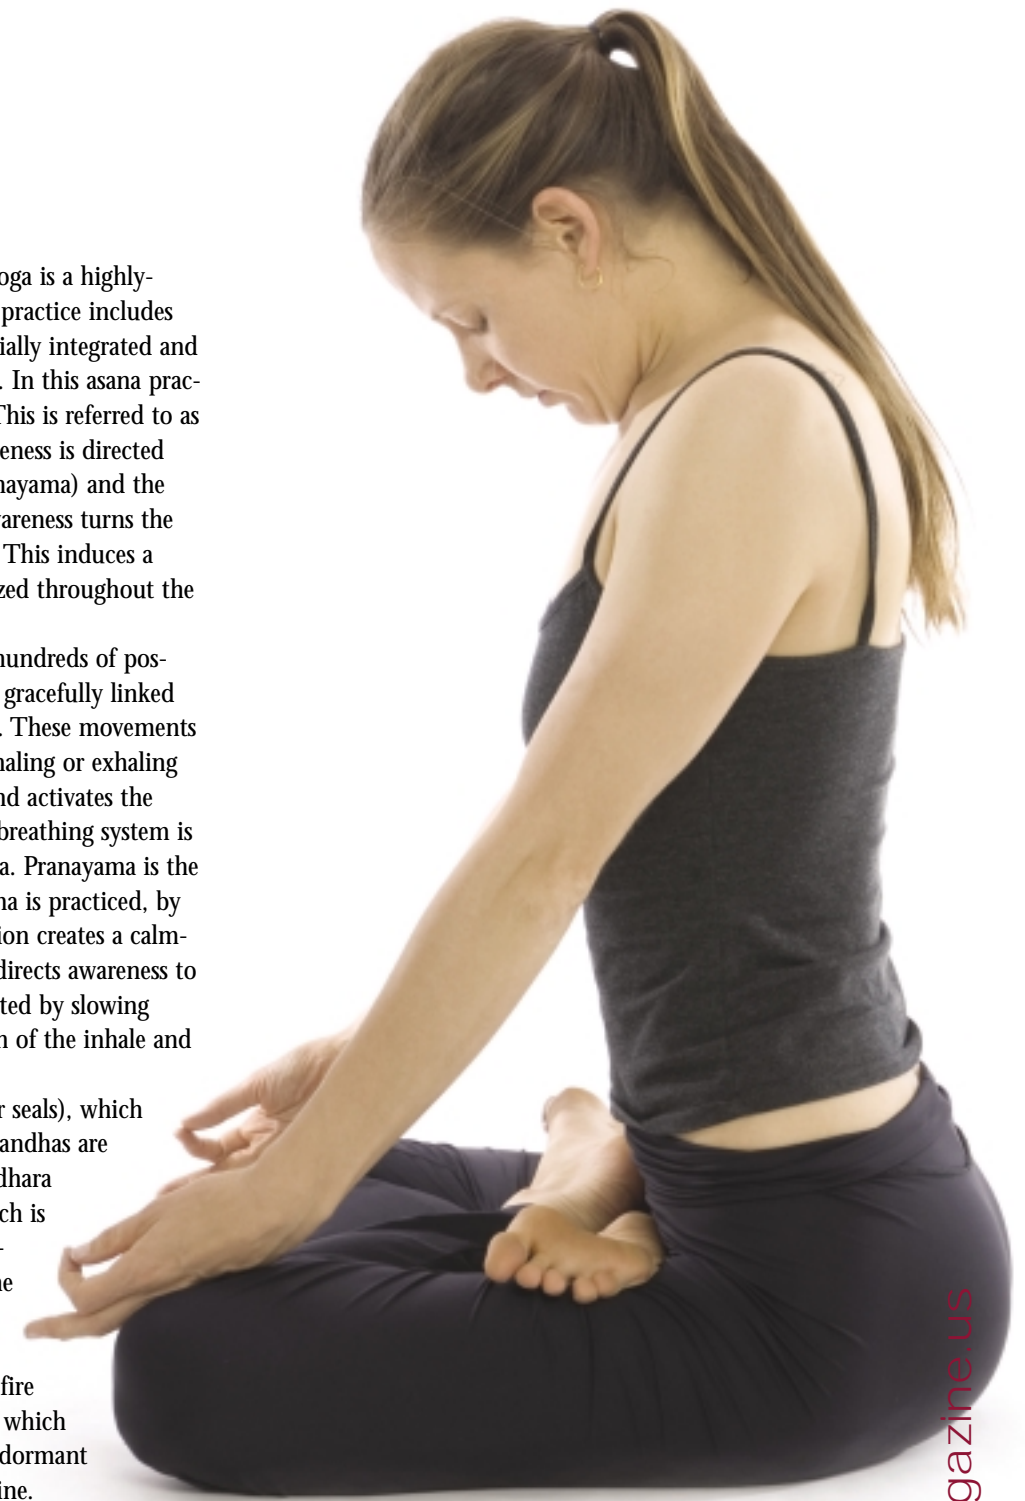 oga is a highly-
practice includes
ially integrated and
. In this asana prac-
This is referred to as
eness is directed
nayama) and the
areness turns the
This induces a
zed throughout the
hundreds of pos-
gracefully linked
. These movements
haling or exhaling
nd activates the
breathing system is
a. Pranayama is the
na is practiced, by
ion creates a calm-
directs awareness to
ted by slowing
n of the inhale and
r seals), which
andhas are
dhara
ch is
-
ne
fire
which
dormant
ine.
gazine.us